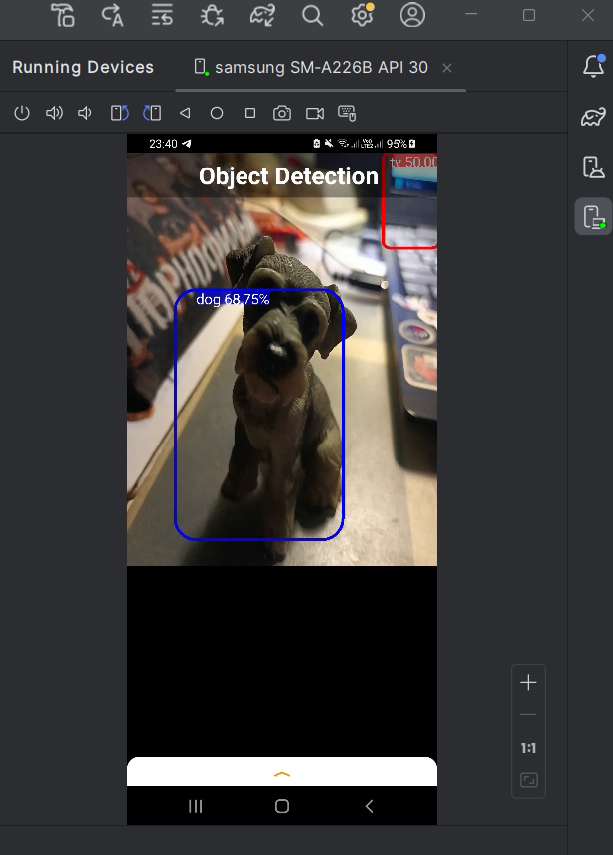 Running Devices
samsung SM-A226B API 30
23:40
95%
Object Detection
tv 50.00
dog 68.75%
1:1